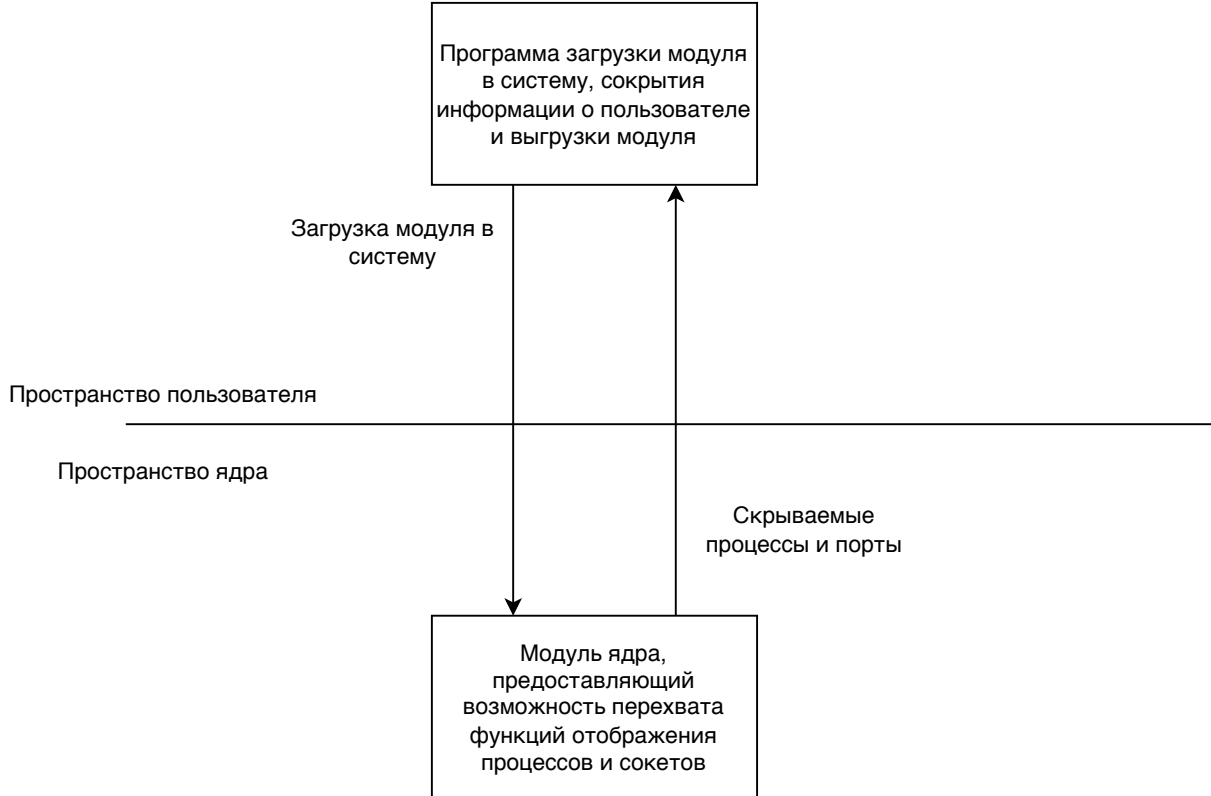 Программа загрузки модуля
в систему, сокрытия
информации о пользователе
и выгрузки модуля
Загрузка модуля в
систему
Пространство пользователя
Пространство ядра
Скрываемые
процессы и порты
Модуль ядра,
предоставляющий
возможность перехвата
функций отображения
процессов и сокетов